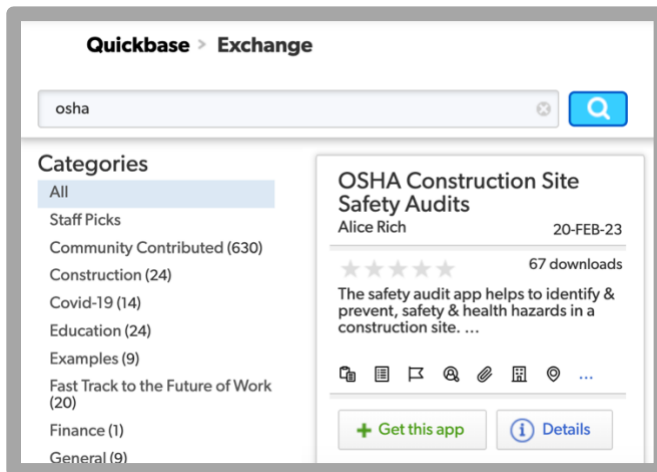 Quickbase > Exchange
osha
Categories
All
Staff Picks
Community Contributed (630)
Construction (24)
Covid-19 (14)
Education (24)
Examples (9)
Fast Track to the Future of Work
(20)
Finance (1)
General (9)
OSHA Construction Site
Safety Audits
Alice Rich 20-FEB-23
67 downloads
The safety audit app helps to identify &
prevent, safety & health hazards in a
construction site. ...
...
+ Get this app
Details